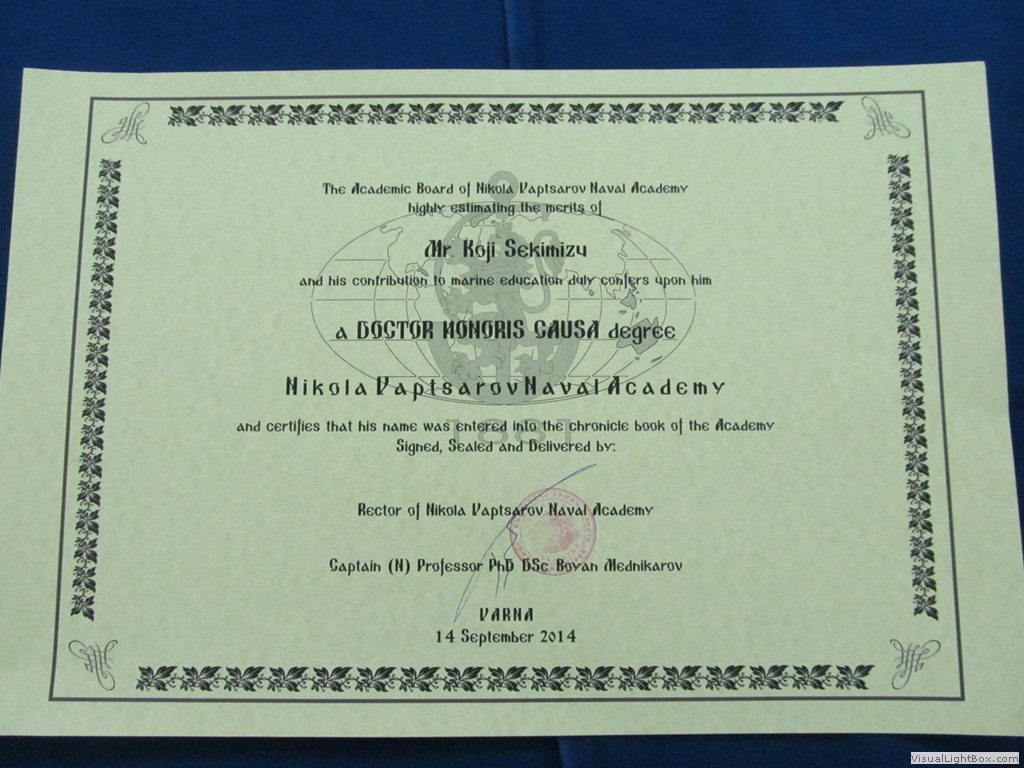 The Academic Board of Nikola Vaptsarov Naval Academy
highly estimating the merits of
Mr. Koji Sekimizu
and his contribution to marine education duly confers upon him
a DOCTOR HONORIS CAUSA degree
Nikola Vaptsarov Naval Academy
1881
and certifies that his name was entered into the chronicle book of the Academy
Signed, Sealed and Delivered by:
Rector of Nikola Vaptsarov Naval Academy
Captain (N) Professor PhD DSc Boyan Mednikarov
VARNA
14 September 2014
VisualLightBox.com